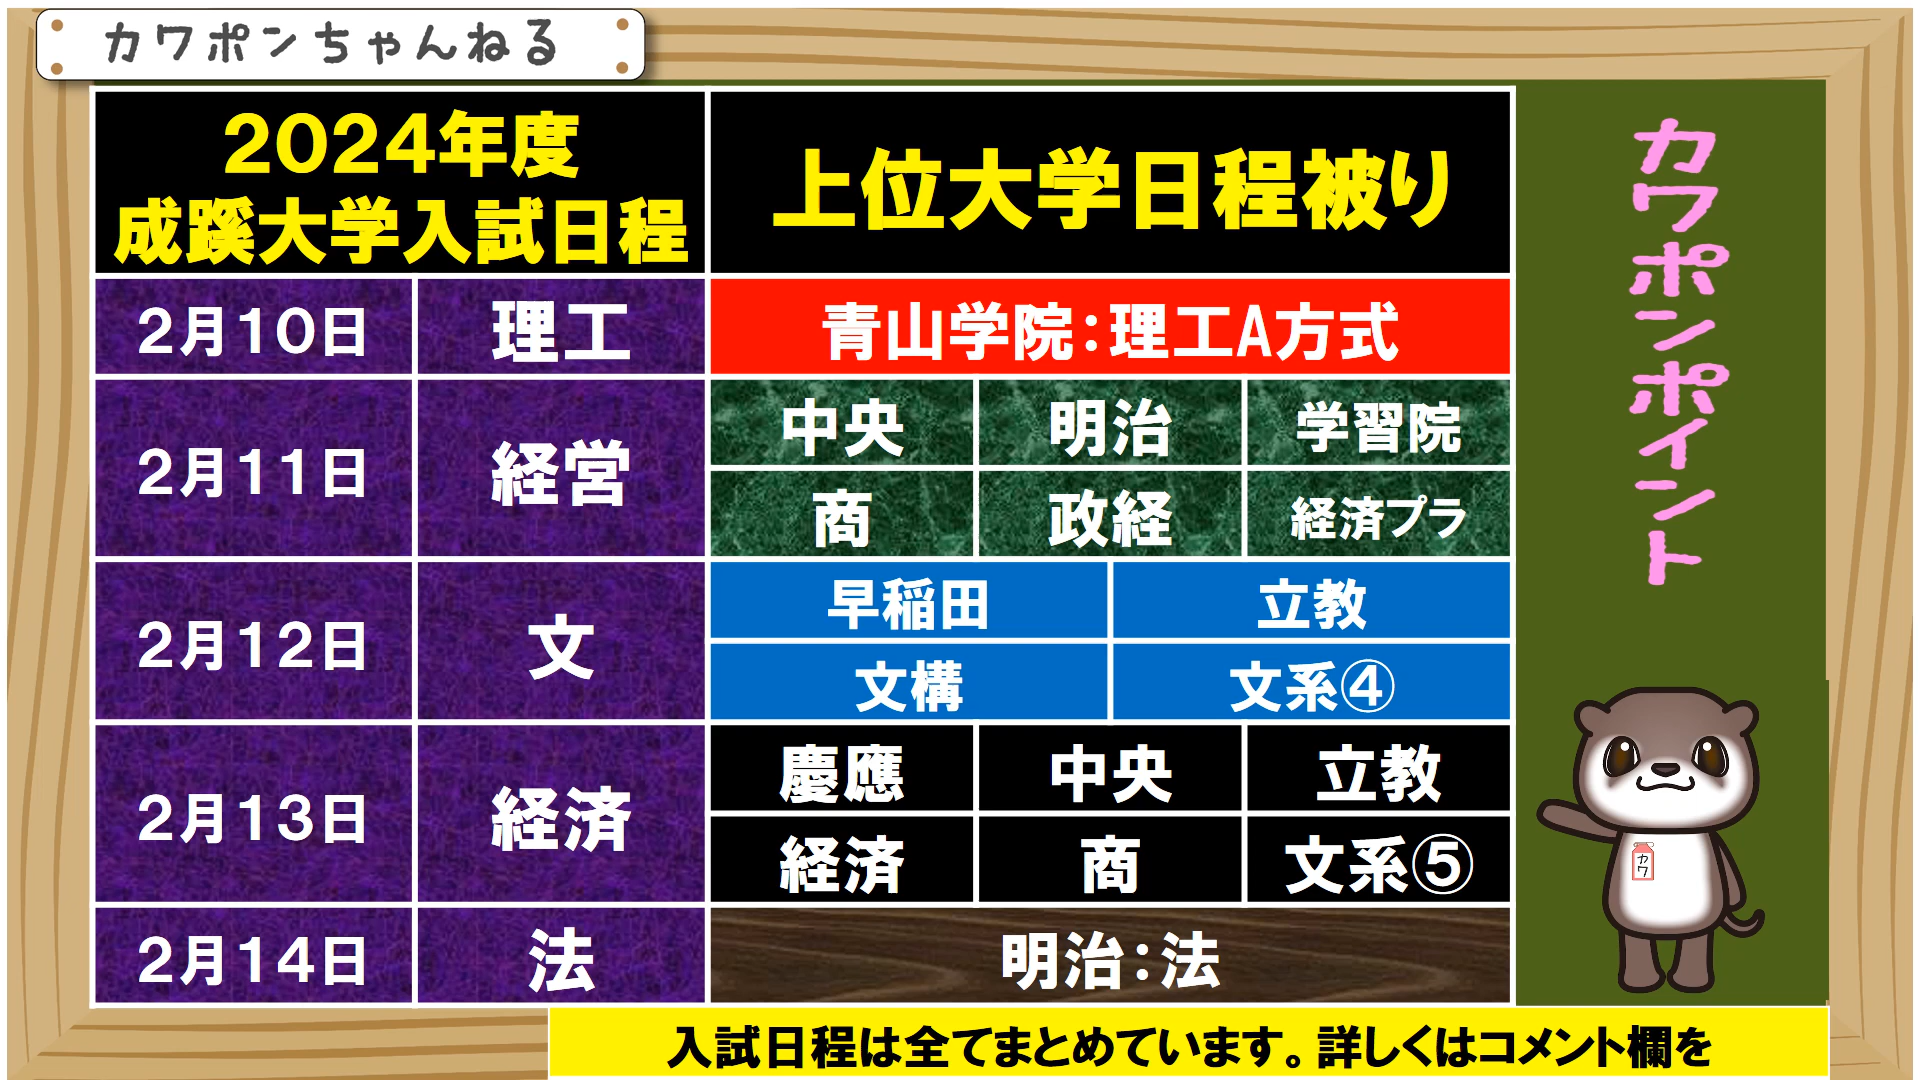 カワポンちゃんねる
2024年度
成蹊大学入試日程
上位大学日程被り
2月10日
理工
青山学院：理工A方式
2月11日
経営
中央
明治
学習院
商
政経
経済プラ
2月12日
文
早稲田
立教
文構
文系④
2月13日
経済
慶應
中央
立教
経済
商
文系⑤
2月14日
法
明治：法
カワポンポイント
カワ
入試日程は全てまとめています。詳しくはコメント欄を